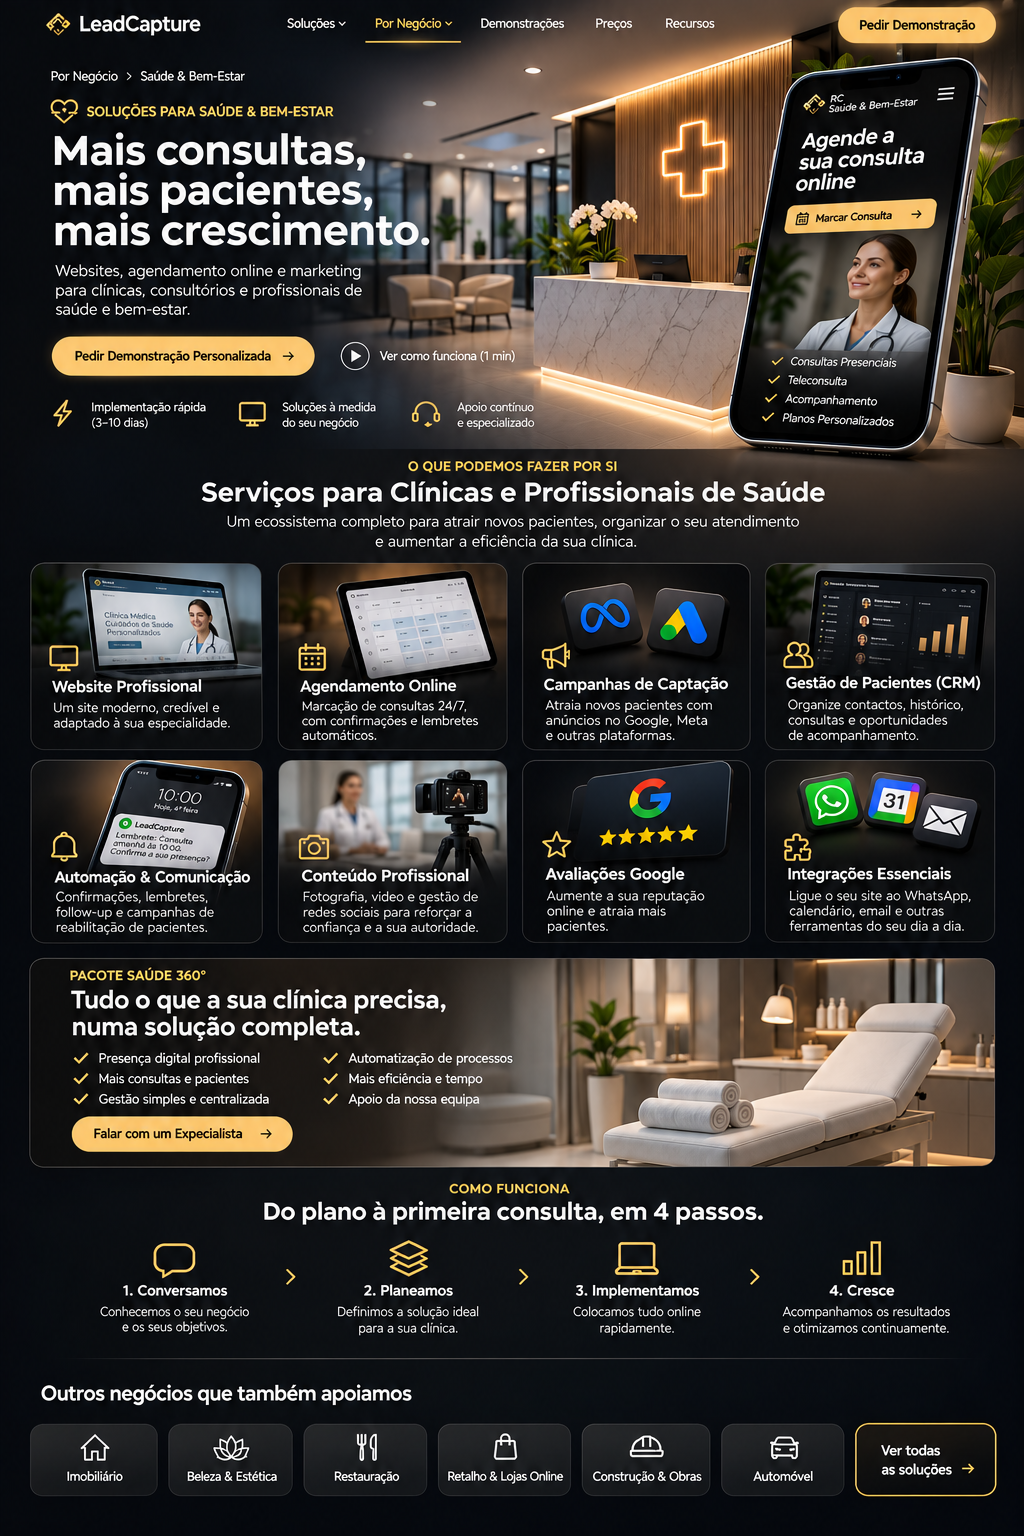 LeadCapture
Soluções
Por Negócio
Demonstrações
Preços
Recursos
Pedir Demonstração
Por Negócio > Saúde & Bem-Estar
SOLUÇÕES PARA SAÚDE & BEM-ESTAR
Mais consultas,
mais pacientes,
mais crescimento.
Websites, agendamento online e marketing
para clínicas, consultórios e profissionais de
saúde e bem-estar.
Pedir Demonstração Personalizada →
Ver como funciona (1 min)
Implementação rápida
(3–10 dias)
Soluções à medida
do seu negócio
Apoio contínuo
e especializado
RC
Saúde & Bem-Estar
Agende a
sua consulta
online
Marcar Consulta →
Consultas Presenciais
Teleconsulta
Acompanhamento
Planos Personalizados
O QUE PODEMOS FAZER POR SI
Serviços para Clínicas e Profissionais de Saúde
Um ecossistema completo para atrair novos pacientes, organizar o seu atendimento
e aumentar a eficiência da sua clínica.
Clínica Médica
Cuidados de Saúde
Personalizados
Website Profissional
Um site moderno, credível e
adaptado à sua especialidade.
Agendamento Online
Marcação de consultas 24/7,
com confirmações e lembretes
automáticos.
Campanhas de Captação
Atraia novos pacientes com
anúncios no Google, Meta
e outras plataformas.
Gestão de Pacientes (CRM)
Organize contactos, histórico,
consultas e oportunidades
de acompanhamento.
10:00
Hoje, 4ª feira
LeadCapture
Lembrete: Consulta
amanhã às 10:00.
Confirma a sua presença?
Automação & Comunicação
Confirmações, lembretes,
follow-up e campanhas de
reabilitação de pacientes.
Conteúdo Profissional
Fotografia, video e gestão de
redes sociais para reforçar a
confiança e a sua autoridade.
G
Avaliações Google
Aumente a sua reputação
online e atraia mais
pacientes.
31
Integrações Essenciais
Ligue o seu site ao WhatsApp,
calendário, email e outras
ferramentas do seu dia a dia.
PACOTE SAÚDE 360°
Tudo o que a sua clínica precisa,
numa solução completa.
Presença digital profissional
Mais consultas e pacientes
Gestão simples e centralizada
Automatização de processos
Mais eficiência e tempo
Apoio da nossa equipa
Falar com um Expecialista →
COMO FUNCIONA
Do plano à primeira consulta, em 4 passos.
1. Conversamos
Conhecemos o seu negócio
e os seus objetivos.
2. Planeamos
Definimos a solução ideal
para a sua clínica.
3. Implementamos
Colocamos tudo online
rapidamente.
4. Cresce
Acompanhamos os resultados
e otimizamos continuamente.
Outros negócios que também apoiamos
Imobiliário
Beleza & Estética
Restauração
Retalho & Lojas Online
Construção & Obras
Automóvel
Ver todas
as soluções →